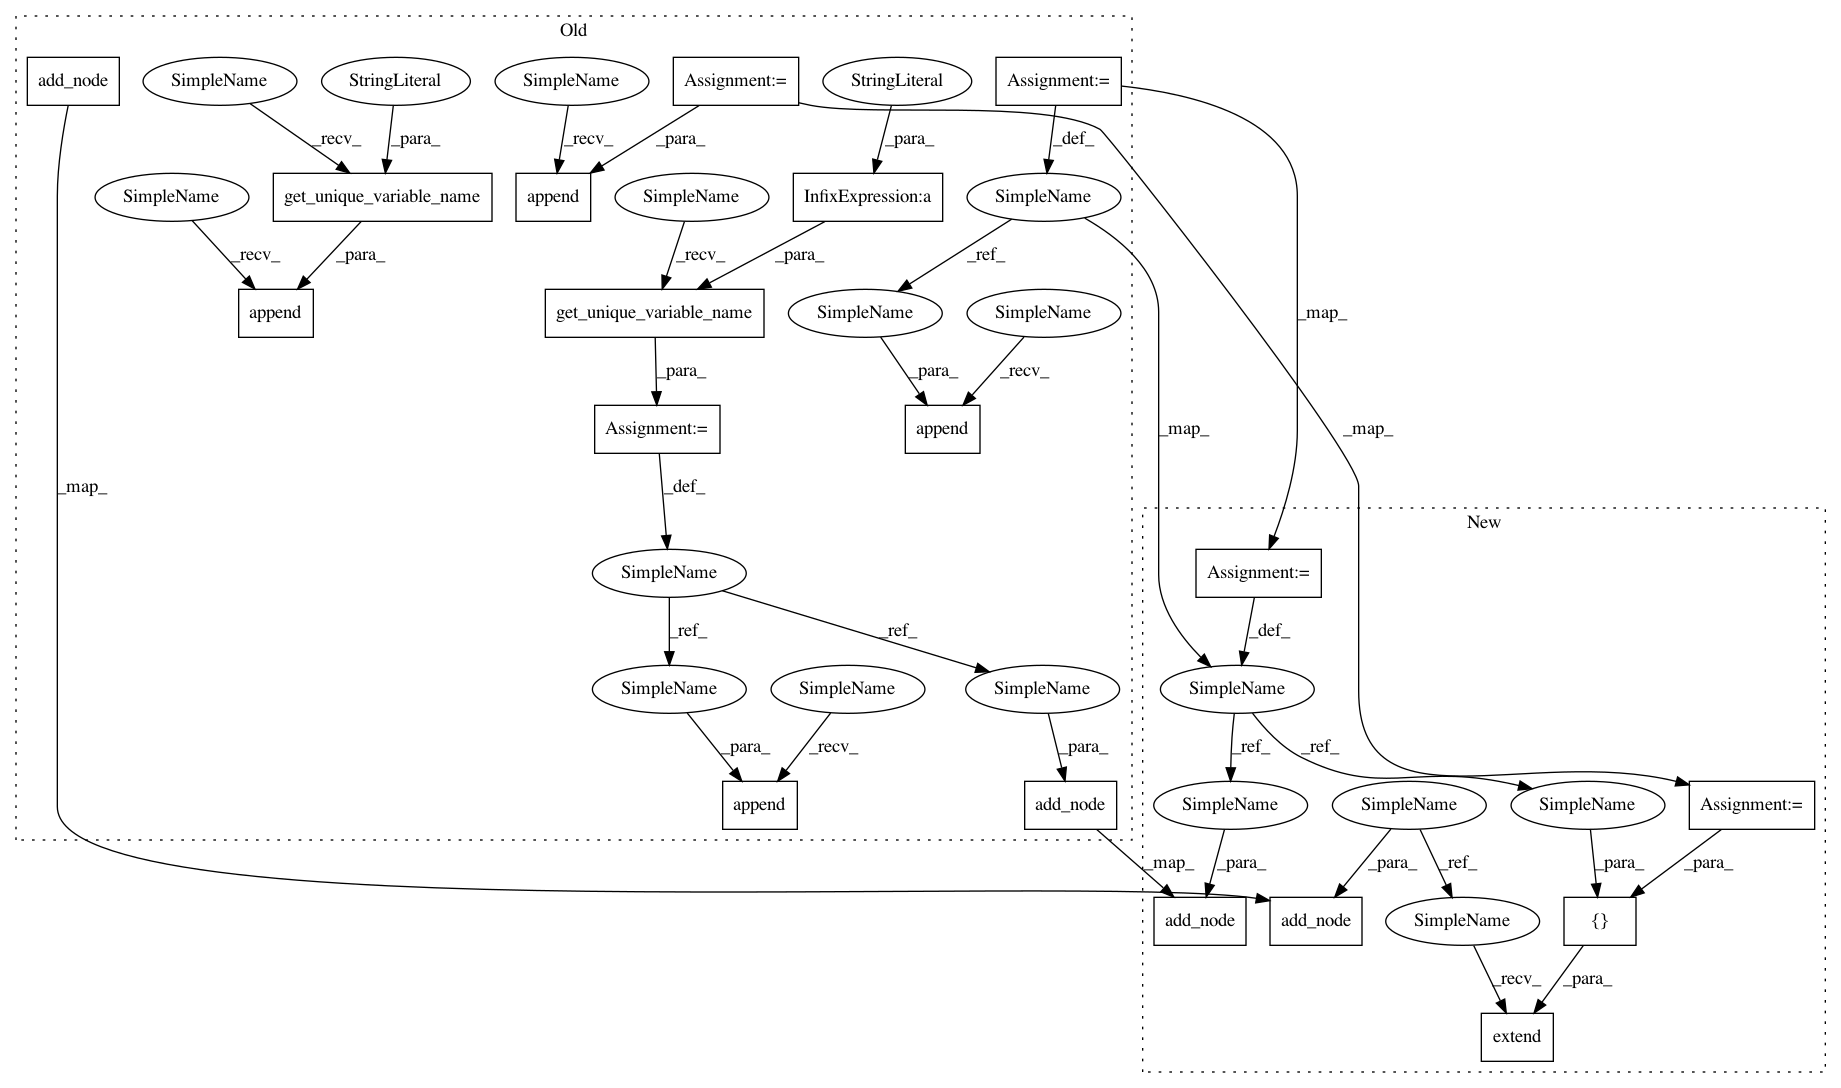 Old
add_node
SimpleName
StringLiteral
SimpleName
Assignment:=
StringLiteral
Assignment:=
_recv_
_para_
_recv_
_para_
_para_
_def_
SimpleName
get_unique_variable_name
append
SimpleName
InfixExpression:a
SimpleName
_recv_
_para_
_recv_
_para_
_ref_
append
get_unique_variable_name
SimpleName
SimpleName
_map_
_para_
_para_
_recv_
Assignment:=
append
_map_
_map_
_map_
_def_
New
SimpleName
Assignment:=
_ref_
_ref_
_def_
SimpleName
SimpleName
SimpleName
SimpleName
_para_
_recv_
_para_
_ref_
_ref_
append
add_node
SimpleName
SimpleName
SimpleName
Assignment:=
_map_
_para_
_para_
_ref_
_para_
_para_
add_node
add_node
SimpleName
{}
_recv_
_para_
extend